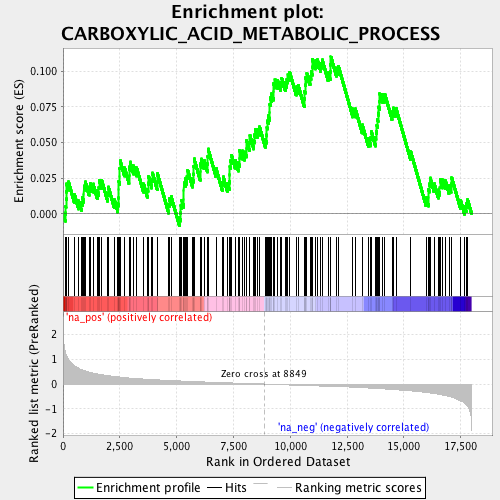 Enrichment plot:
CARBOXYLIC_ACID_METABOLIC_PROCESS
Enrichment score (ES)
0.100
0.075
0.050
0.025
0.000
Ranked list metric (PreRanked)
'na_pos' (positively correlated)
2
1
0
-1
-2
Zero cross at 8849
'na_neg' (negatively correlated)
0
2,500
5,000
7,500
10,000
12,500
15,000
17,500
Rank in Ordered Dataset
Enrichment profile
Hits
Ranking metric scores